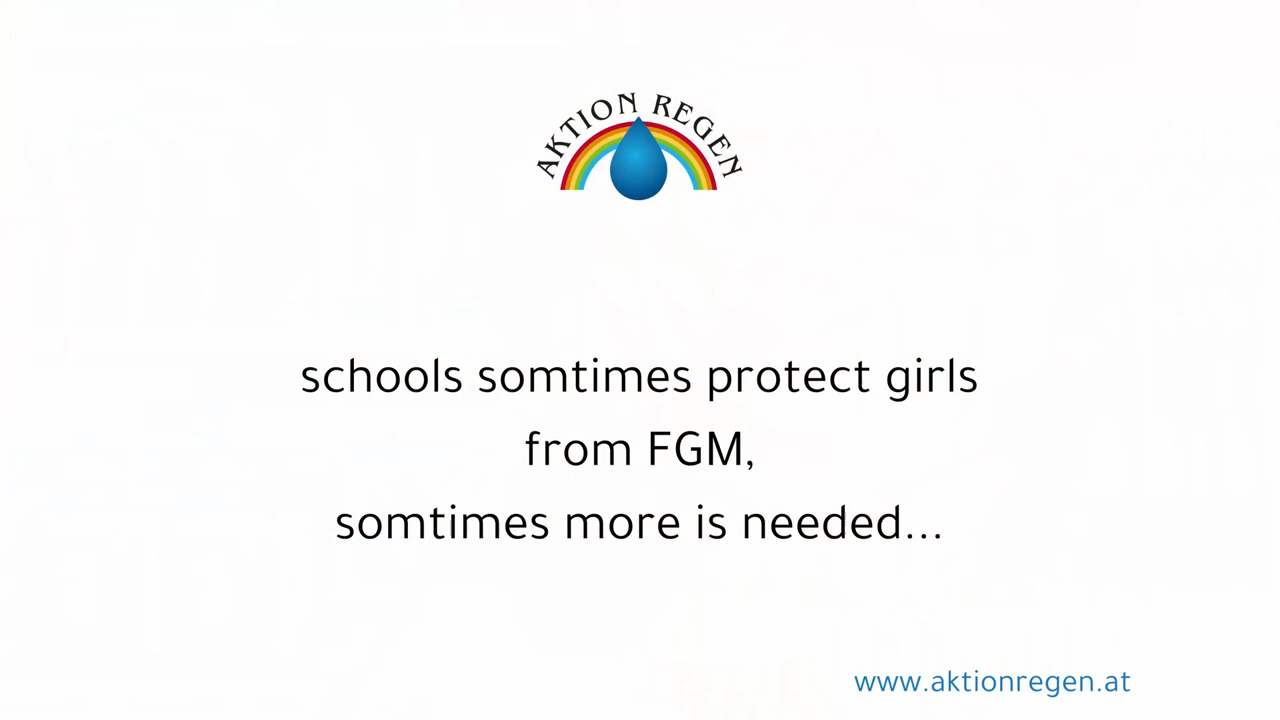 AKTION REGEN
schools somtimes protect girls
from FGM,
somtimes more is needed...
www.aktionregen.at